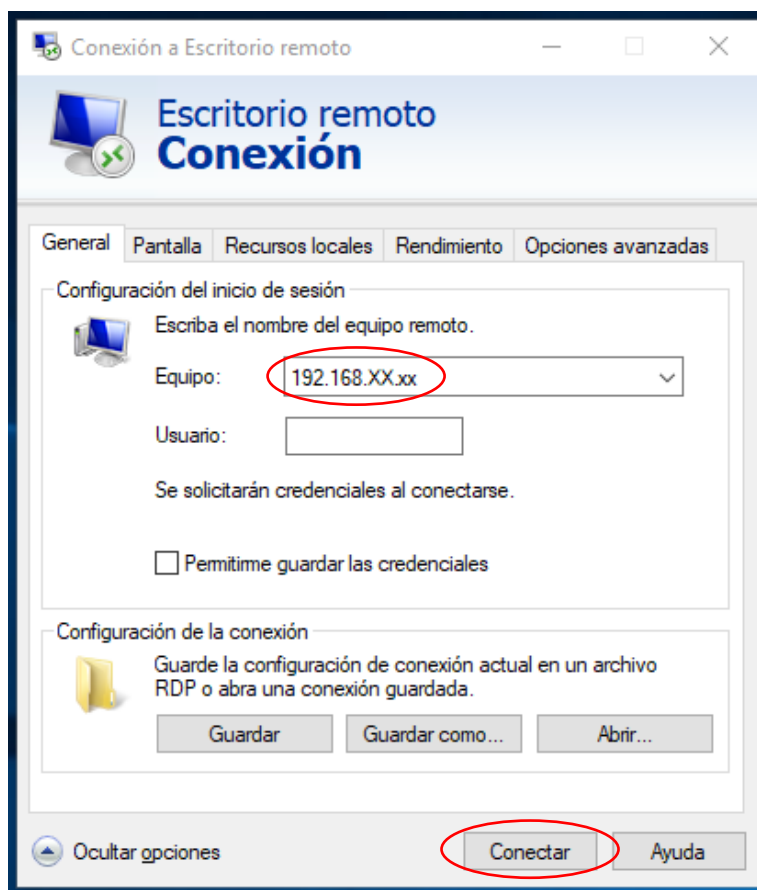 Conexión a Escritorio remoto
Escritorio remoto
Conexión
General Pantalla Recursos locales Rendimiento Opciones avanzadas
Configuración del inicio de sesión
Escriba el nombre del equipo remoto.
Equipo: 192.168.XX.xx
Usuario:
Se solicitarán credenciales al conectarse.
Permitirme guardar las credenciales
Configuración de la conexión
Guarde la configuración de conexión actual en un archivo
RDP o abra una conexión guardada.
Guardar Guardar como... Abrir...
Ocultar opciones Conectar Ayuda